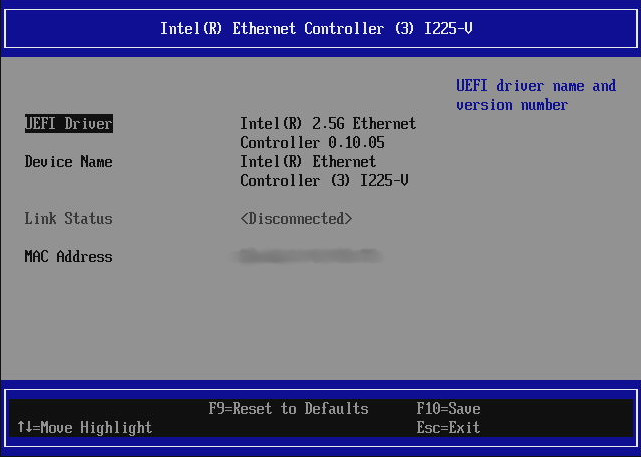 Intel(R) Ethernet Controller (3) I225-V
UEFI driver name and
version number
UEFI Driver Intel(R) 2.5G Ethernet
Controller 0.10.05
Device Name Intel(R) Ethernet
Controller (3) I225-V
Link Status <Disconnected>
MAC Address
F9=Reset to Defaults F10=Save
↑↓=Move Highlight Esc=Exit